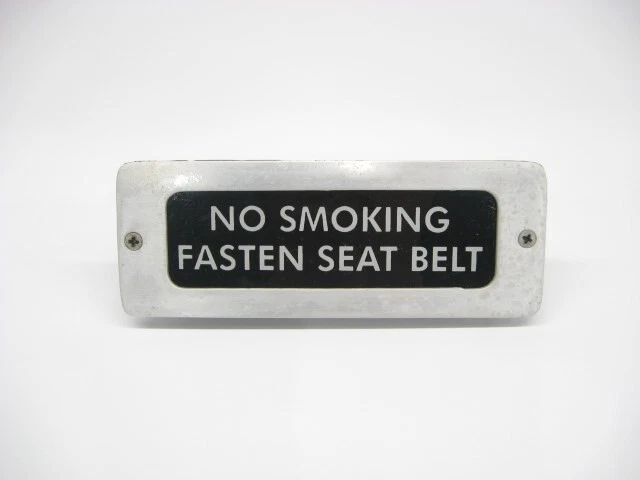 NO SMOKING
FASTEN SEAT BELT